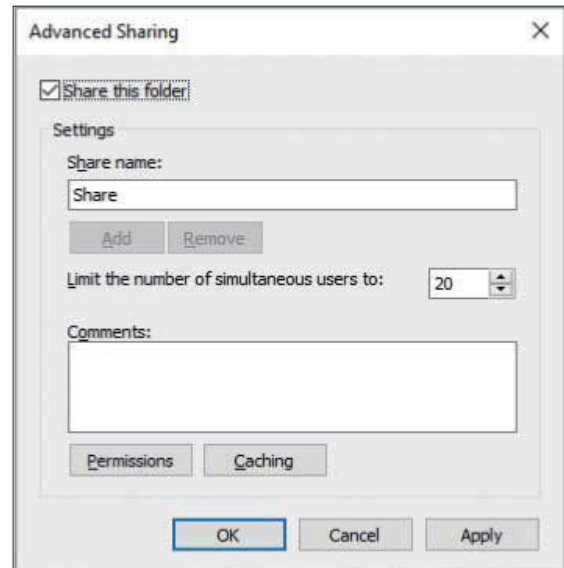 Advanced Sharing
Share this folder
Settings
Share name:
Share
Add Remove
Limit the number of simultaneous users to: 20
Comments:
Permissions Caching
OK Cancel Apply